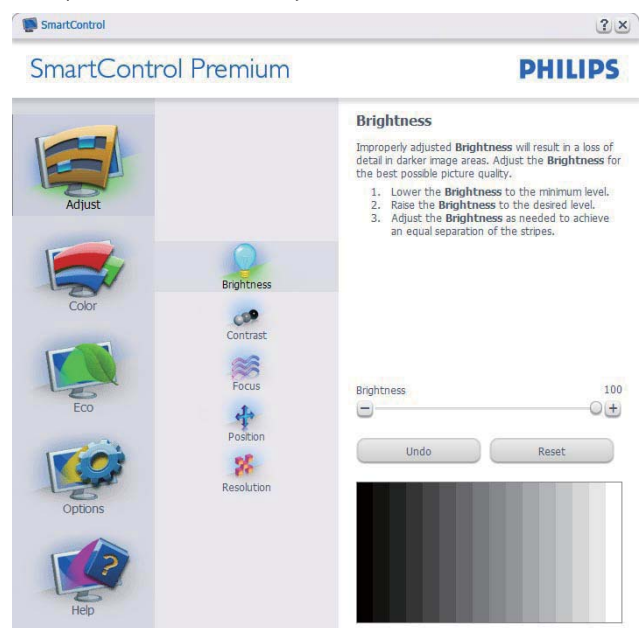 SmartControl
SmartControl Premium
PHILIPS
Adjust
Color
Eco
Options
Help
Brightness
Contrast
Focus
Position
Resolution
Brightness
Improperly adjusted Brightness will result in a loss of
detail in darker image areas. Adjust the Brightness for
the best possible picture quality.
1. Lower the Brightness to the minimum level.
2. Raise the Brightness to the desired level.
3. Adjust the Brightness as needed to achieve
an equal separation of the stripes.
Brightness 100
Undo Reset